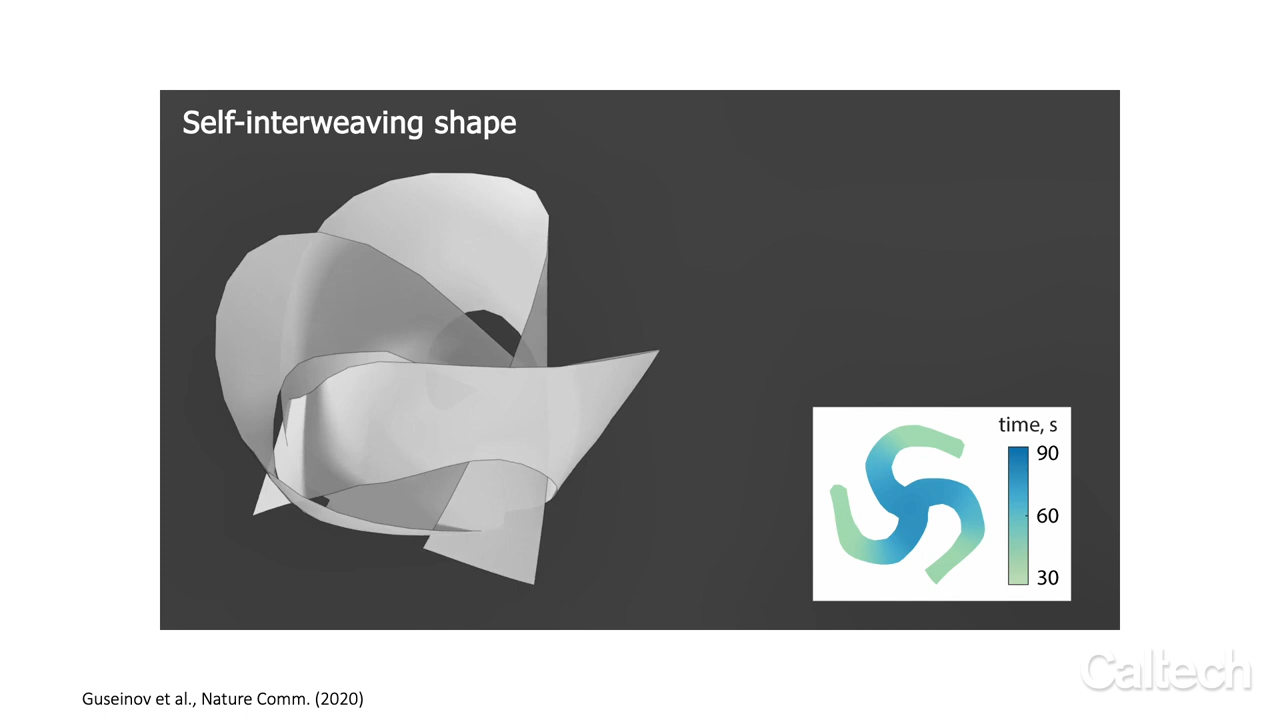 Self-interweaving shape
time, s
90
60
30
Caltech
Guseinov et al., Nature Comm. (2020)